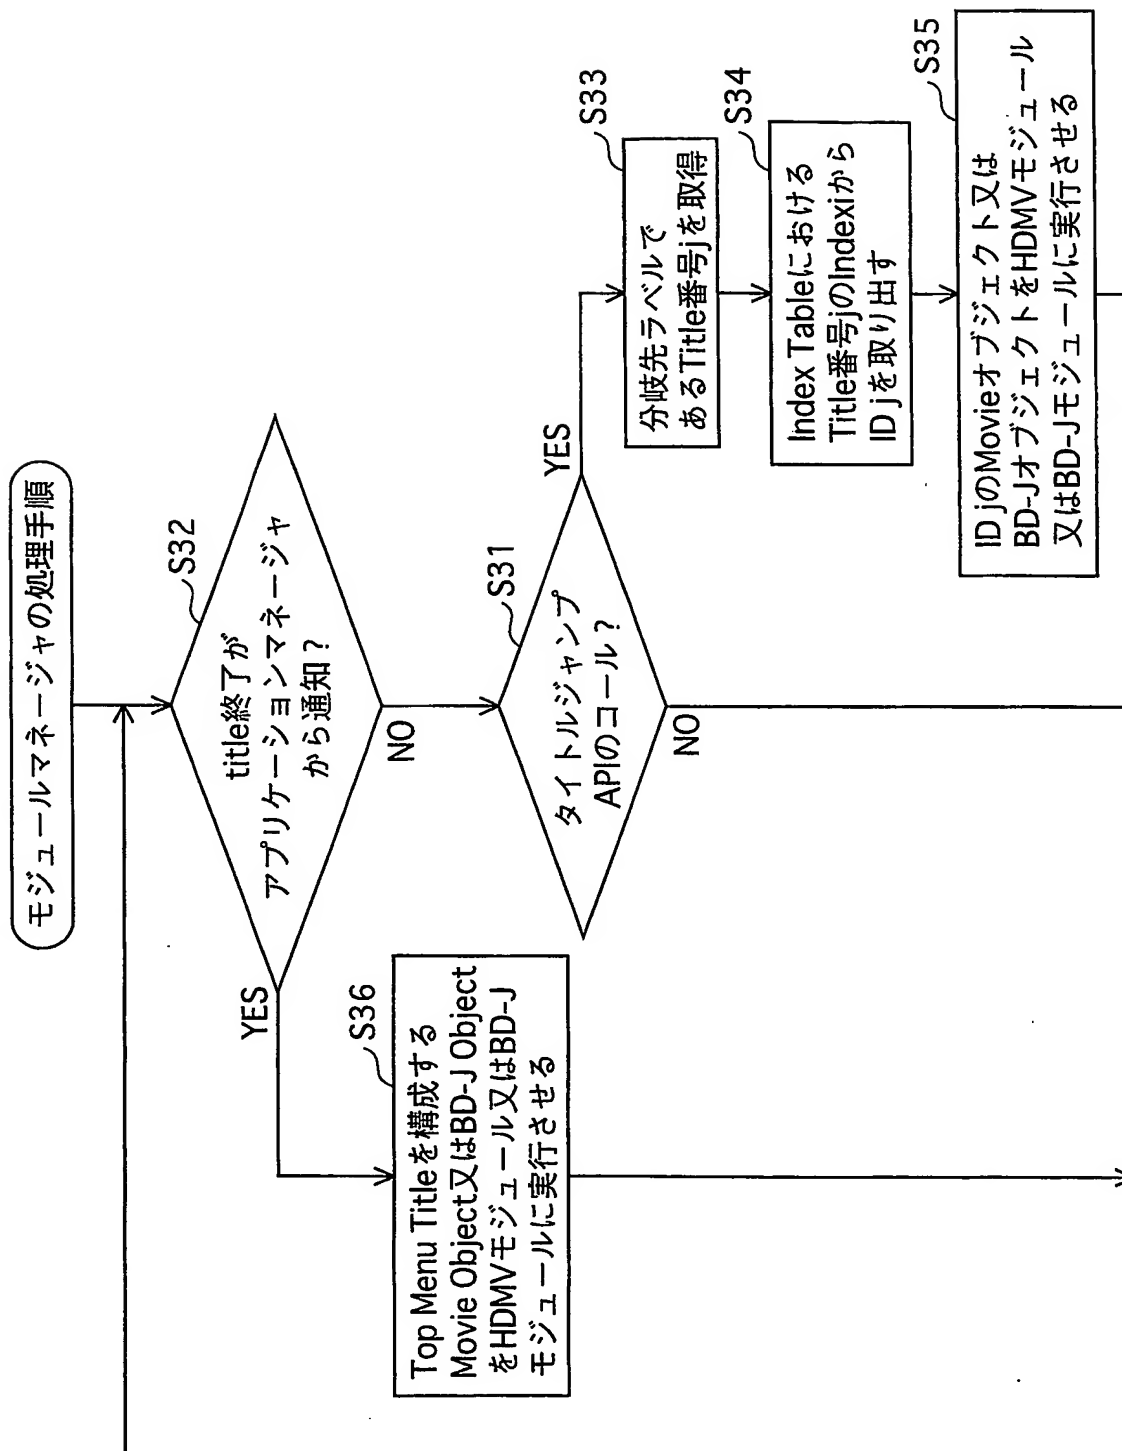 モジュールマネージャの処理手順
S32
title終了が
アプリケーションマネージャ
から通知?
YES
NO
S36
Top Menu Titleを構成する
Movie Object又はBD-J Object
をHDMVモジュール又はBD-J
モジュールに実行させる
S31
タイトルジャンプ
APIのコール?
YES
NO
S33
分岐先ラベルで
あるTitle番号jを取得
S34
Index Tableにおける
Title番号jのIndexiから
ID jを取り出す
S35
ID jのMovieオブジェクト又は
BD-JオブジェクトをHDMVモジュール
又はBD-Jモジュールに実行させる